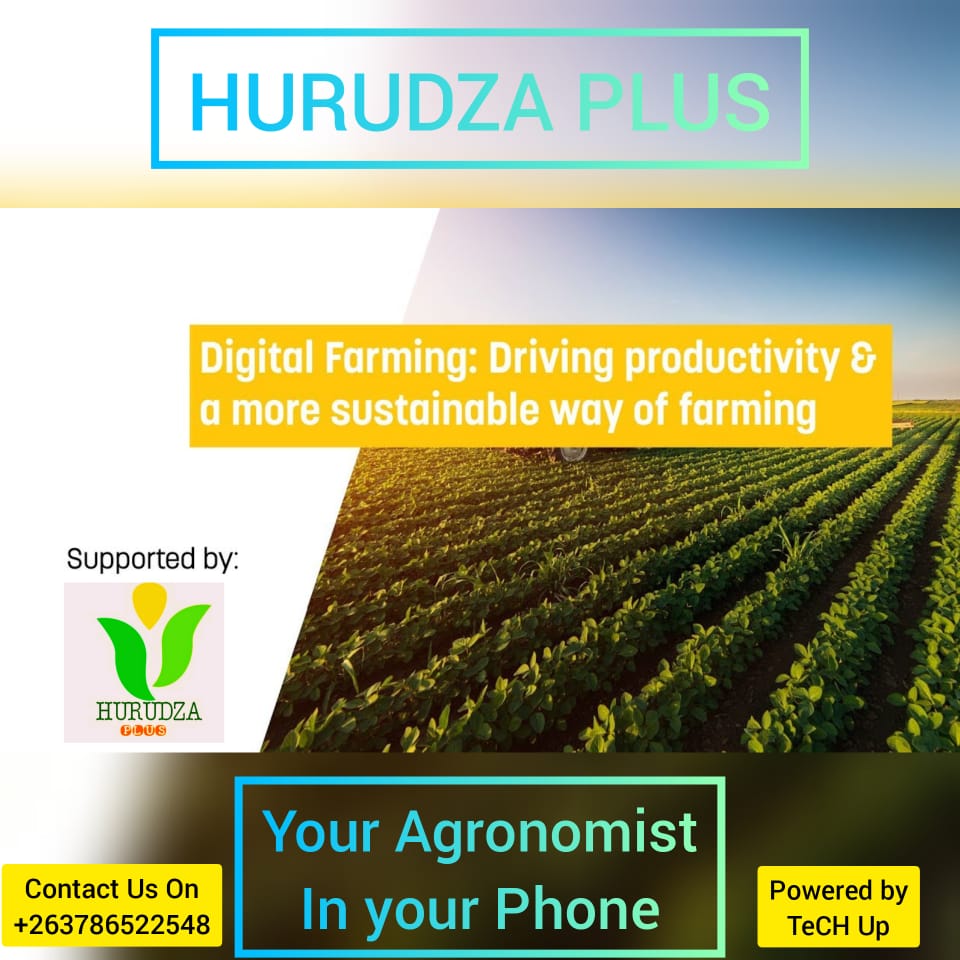 HURUDZA PLUS
Digital Farming: Driving productivity &
a more sustainable way of farming
Supported by:
HURUDZA
PLUS
Your Agronomist
In your Phone
Contact Us On
+263786522548
Powered by
TeCH Up